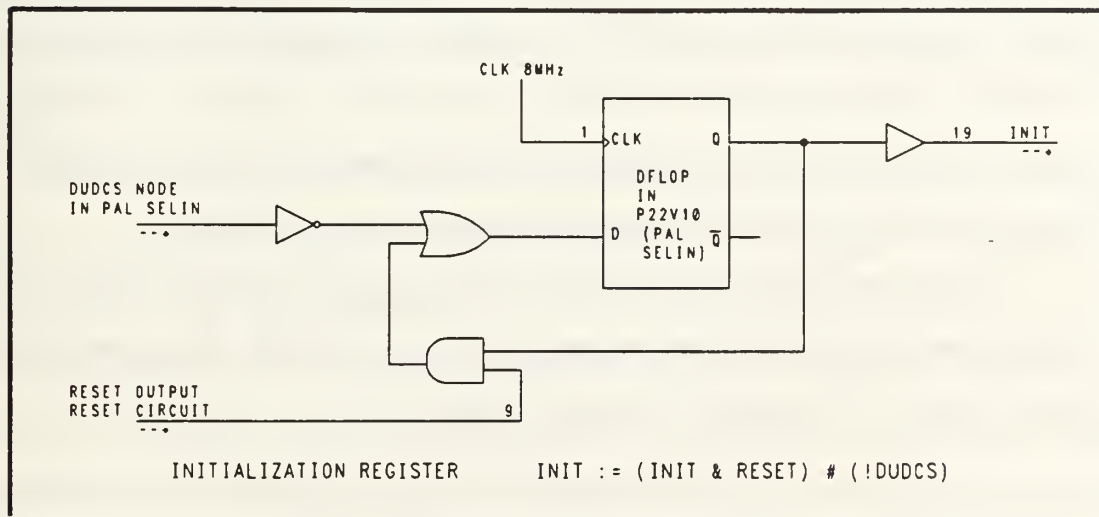 CLK 8MHz
1
CLK
Q
19
INIT
DFLOP
IN
P22V10
(PAL
SELIN)
DUDCS NODE
IN PAL SELIN
D
Q
RESET OUTPUT
RESET CIRCUIT
9
INITIALIZATION REGISTER
INIT := (INIT & RESET) # (!DUDCS)